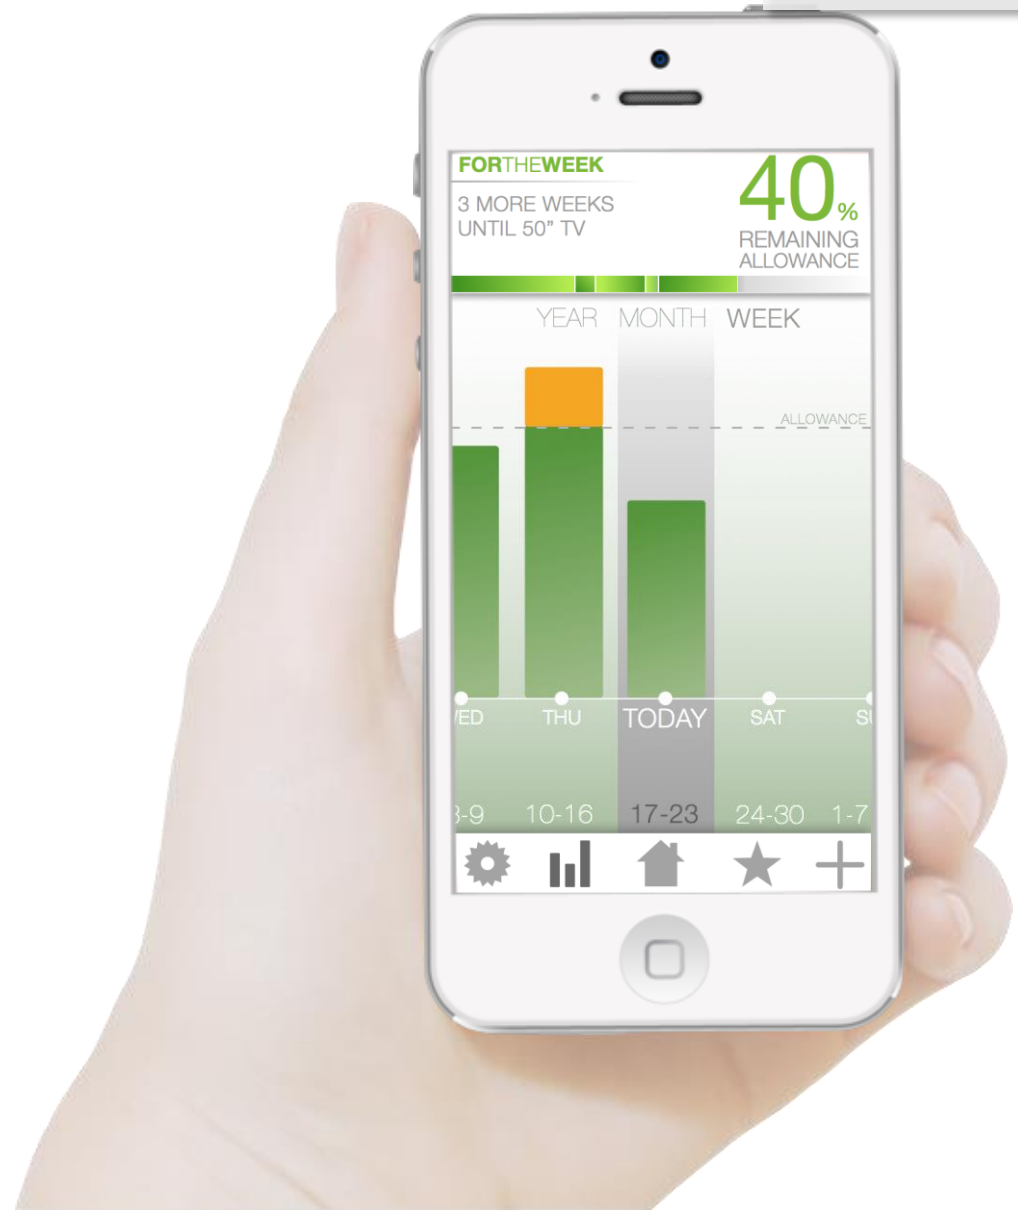 FORTHEWEEK
3 MORE WEEKS
UNTIL 50” TV
40%
REMAINING
ALLOWANCE
YEAR MONTH WEEK
ALLOWANCE
THU TODAY SAT
10-16 17-23 24-30 1-7